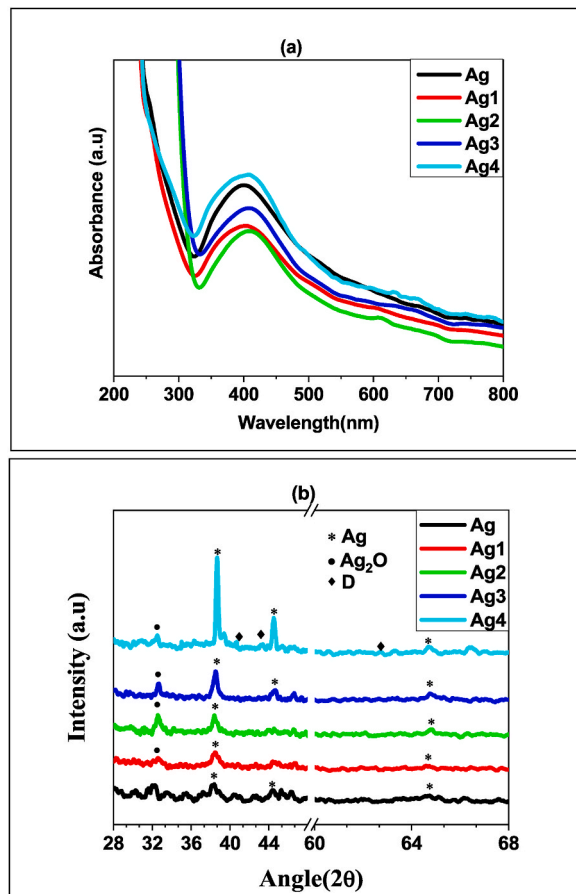 (a)
Ag
Ag1
Ag2
Ag3
Ag4
Absorbance (a.u)
200 300 400 500 600 700 800
Wavelength(nm)
(b)
* Ag
● Ag₂O
♦ D
Ag
Ag1
Ag2
Ag3
Ag4
Intensity (a.u)
28 32 36 40 44 60 64 68
Angle(2θ)